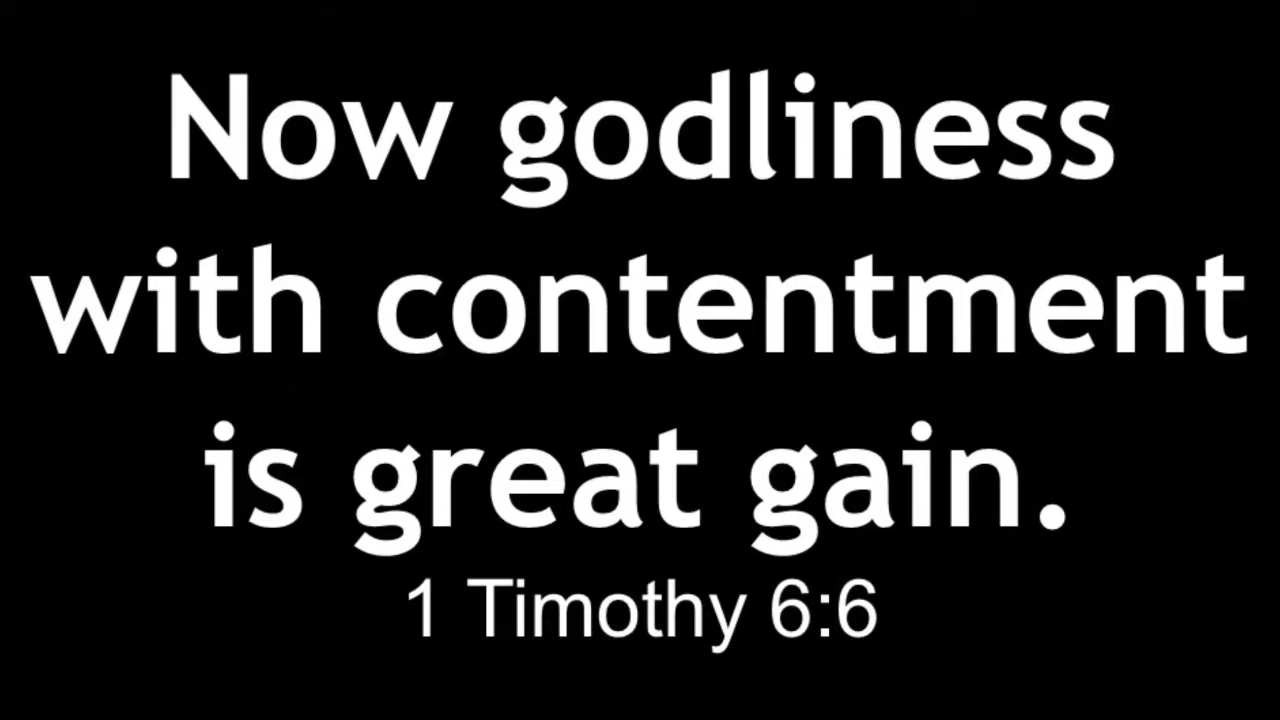 Now godliness
with contentment
is great gain.
1 Timothy 6:6